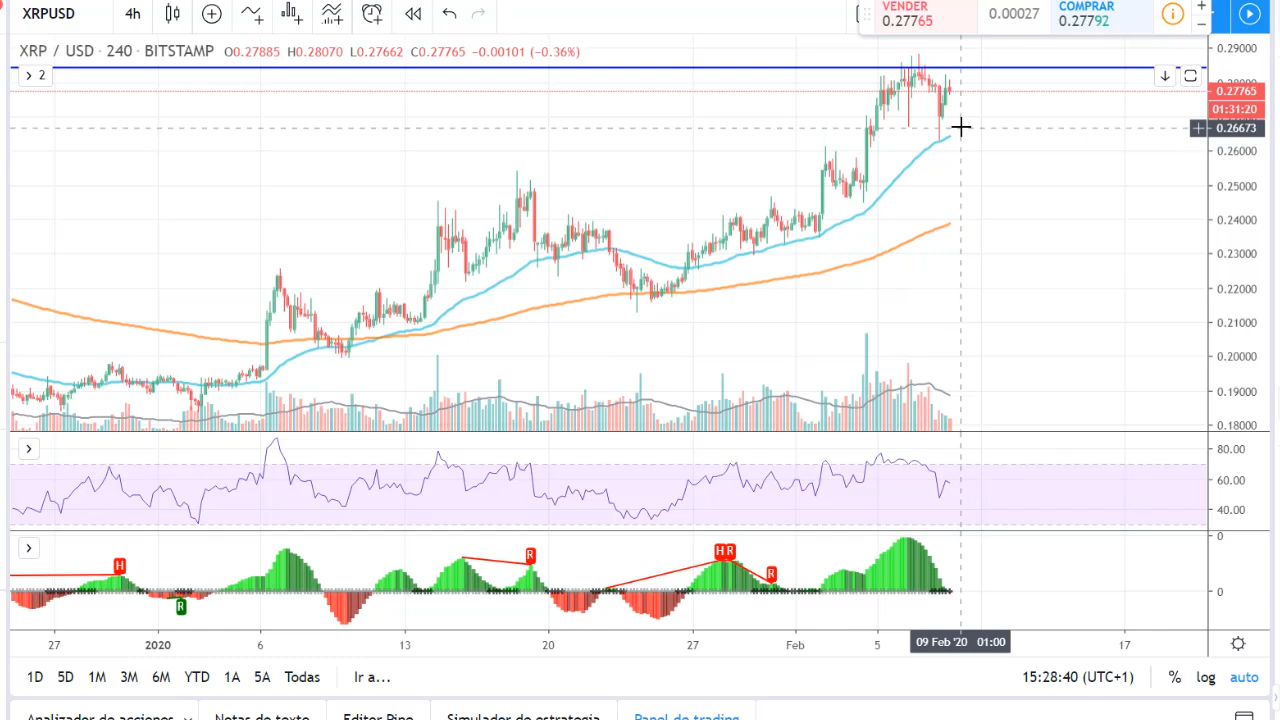 XRPUSD 4h VENDER 0.27765 0.00027 COMPRAR 0.27792
XRP / USD · 240 · BITSTAMP O0.27885 H0.28070 L0.27662 C0.27765 −0.00101 (−0.36%)
2
0.29000
0.28000
0.27765
01:31:20
0.26673
0.26000
0.25000
0.24000
0.23000
0.22000
0.21000
0.20000
0.19000
0.18000
80.00
60.00
40.00
0
H R H R R
R
0
27 2020 6 13 20 27 Feb 5 09 Feb '20 01:00 17
1D 5D 1M 3M 6M YTD 1A 5A Todas Ir a... 15:28:40 (UTC+1) % log auto
Analizador de acciones Notas de texto Editor Pine Simulador de estrategia Panel de trading